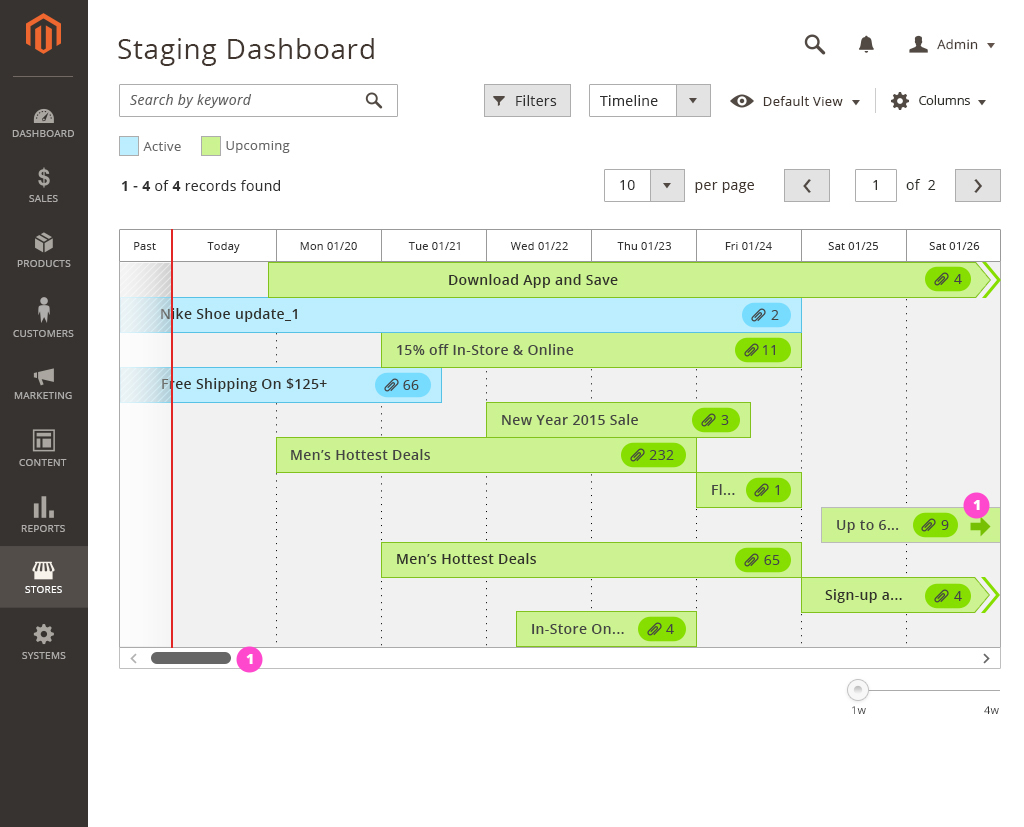 Staging Dashboard
Admin
Search by keyword
Filters
Timeline
Default View
Columns
Active
Upcoming
1 - 4 of 4 records found
10
per page
1
of 2
Past
Today
Mon 01/20
Tue 01/21
Wed 01/22
Thu 01/23
Fri 01/24
Sat 01/25
Sat 01/26
Download App and Save
4
Nike Shoe update_1
2
15% off In-Store & Online
11
Free Shipping On $125+
66
New Year 2015 Sale
3
Men’s Hottest Deals
232
Fl...
1
1
Up to 6...
9
Men’s Hottest Deals
65
Sign-up a...
4
In-Store On...
4
1
1w
4w
DASHBOARD
$
SALES
PRODUCTS
CUSTOMERS
MARKETING
CONTENT
REPORTS
STORES
SYSTEMS